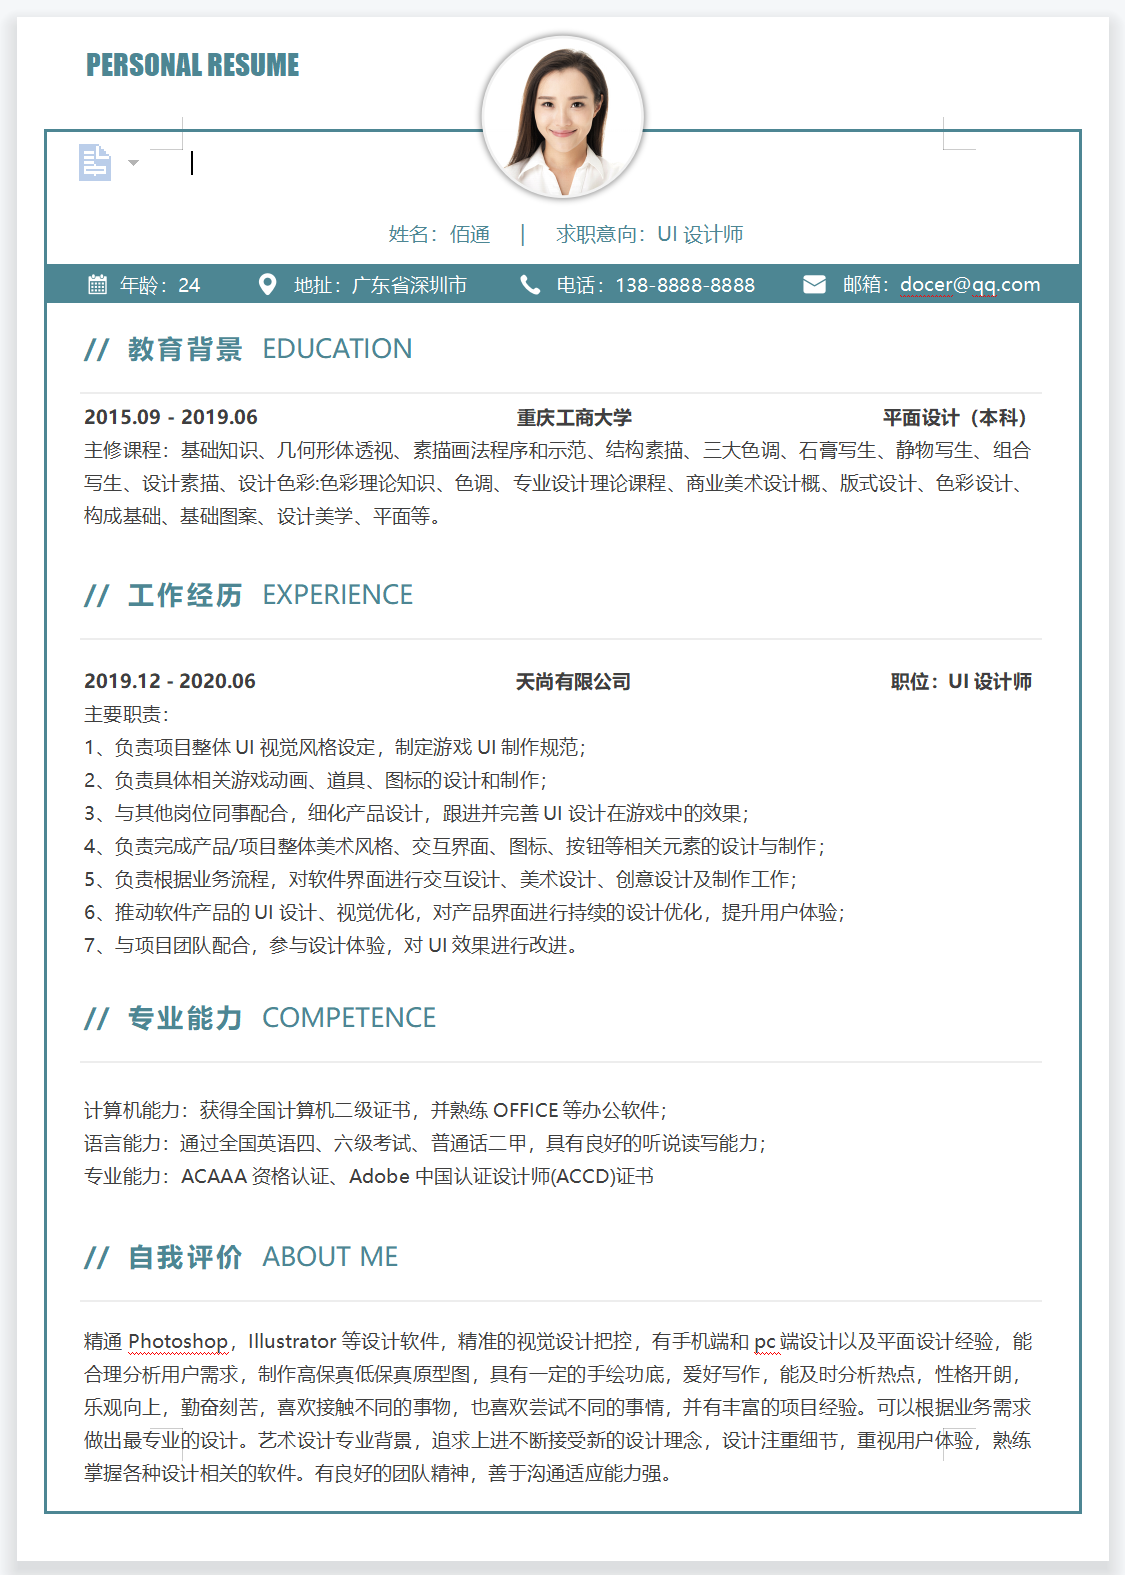 PERSONAL RESUME
姓名：佰通 | 求职意向：UI 设计师
年龄：24 地址：广东省深圳市 电话：138-8888-8888 邮箱：docer@qq.com
// 教育背景 EDUCATION
2015.09 - 2019.06 重庆工商大学 平面设计（本科）
主修课程：基础知识、几何形体透视、素描画法程序和示范、结构素描、三大色调、石膏写生、静物写生、组合
写生、设计素描、设计色彩:色彩理论知识、色调、专业设计理论课程、商业美术设计概、版式设计、色彩设计、
构成基础、基础图案、设计美学、平面等。
// 工作经历 EXPERIENCE
2019.12 - 2020.06 天尚有限公司 职位：UI 设计师
主要职责：
1、负责项目整体 UI 视觉风格设定，制定游戏 UI 制作规范；
2、负责具体相关游戏动画、道具、图标的设计和制作；
3、与其他岗位同事配合，细化产品设计，跟进并完善 UI 设计在游戏中的效果；
4、负责完成产品/项目整体美术风格、交互界面、图标、按钮等相关元素的设计与制作；
5、负责根据业务流程，对软件界面进行交互设计、美术设计、创意设计及制作工作；
6、推动软件产品的 UI 设计、视觉优化，对产品界面进行持续的设计优化，提升用户体验；
7、与项目团队配合，参与设计体验，对 UI 效果进行改进。
// 专业能力 COMPETENCE
计算机能力：获得全国计算机二级证书，并熟练 OFFICE 等办公软件；
语言能力：通过全国英语四、六级考试、普通话二甲，具有良好的听说读写能力；
专业能力：ACAAA 资格认证、Adobe 中国认证设计师(ACCD)证书
// 自我评价 ABOUT ME
精通 Photoshop，Illustrator 等设计软件，精准的视觉设计把控，有手机端和 pc 端设计以及平面设计经验，能
合理分析用户需求，制作高保真低保真原型图，具有一定的手绘功底，爱好写作，能及时分析热点，性格开朗，
乐观向上，勤奋刻苦，喜欢接触不同的事物，也喜欢尝试不同的事情，并有丰富的项目经验。可以根据业务需求
做出最专业的设计。艺术设计专业背景，追求上进不断接受新的设计理念，设计注重细节，重视用户体验，熟练
掌握各种设计相关的软件。有良好的团队精神，善于沟通适应能力强。